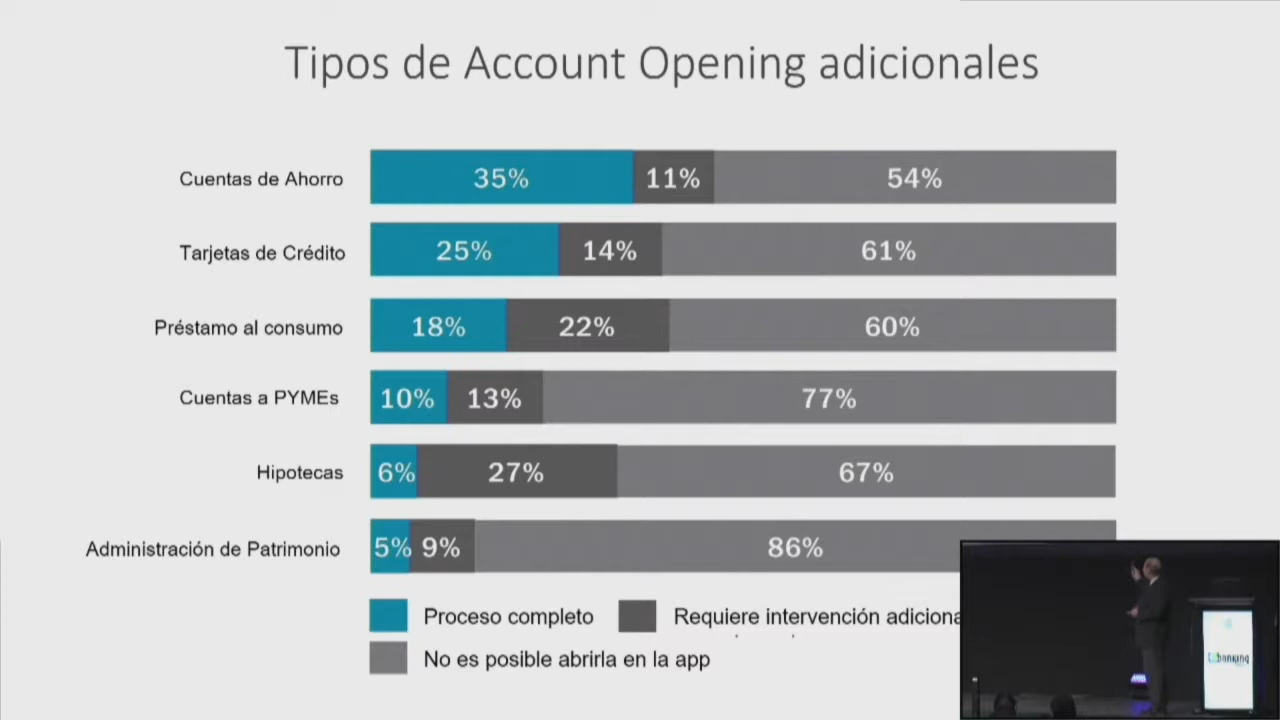 Tipos de Account Opening adicionales
Cuentas de Ahorro 35% 11% 54%
Tarjetas de Crédito 25% 14% 61%
Préstamo al consumo 18% 22% 60%
Cuentas a PYMEs 10% 13% 77%
Hipotecas 6% 27% 67%
Administración de Patrimonio 5% 9% 86%
Proceso completo Requiere intervención adiciona
No es posible abrirla en la app